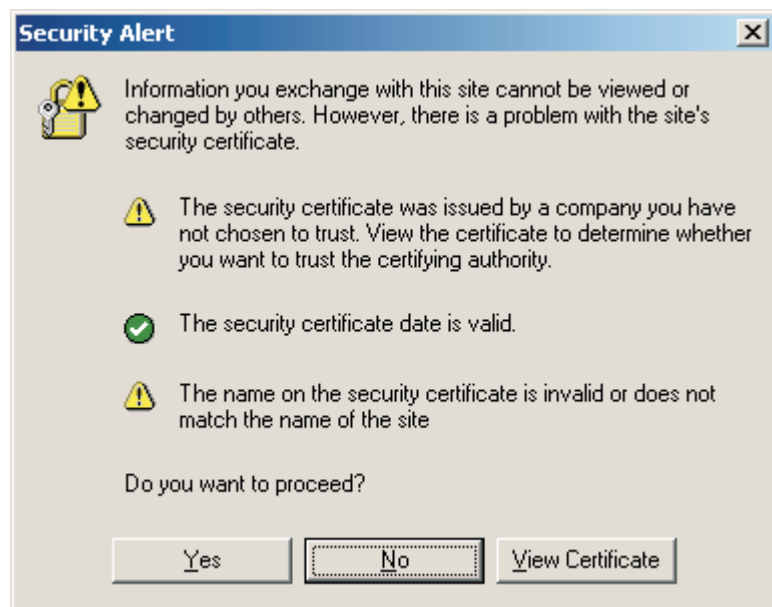 Security Alert
Information you exchange with this site cannot be viewed or
changed by others. However, there is a problem with the site's
security certificate.
The security certificate was issued by a company you have
not chosen to trust. View the certificate to determine whether
you want to trust the certifying authority.
The security certificate date is valid.
The name on the security certificate is invalid or does not
match the name of the site
Do you want to proceed?
Yes No View Certificate